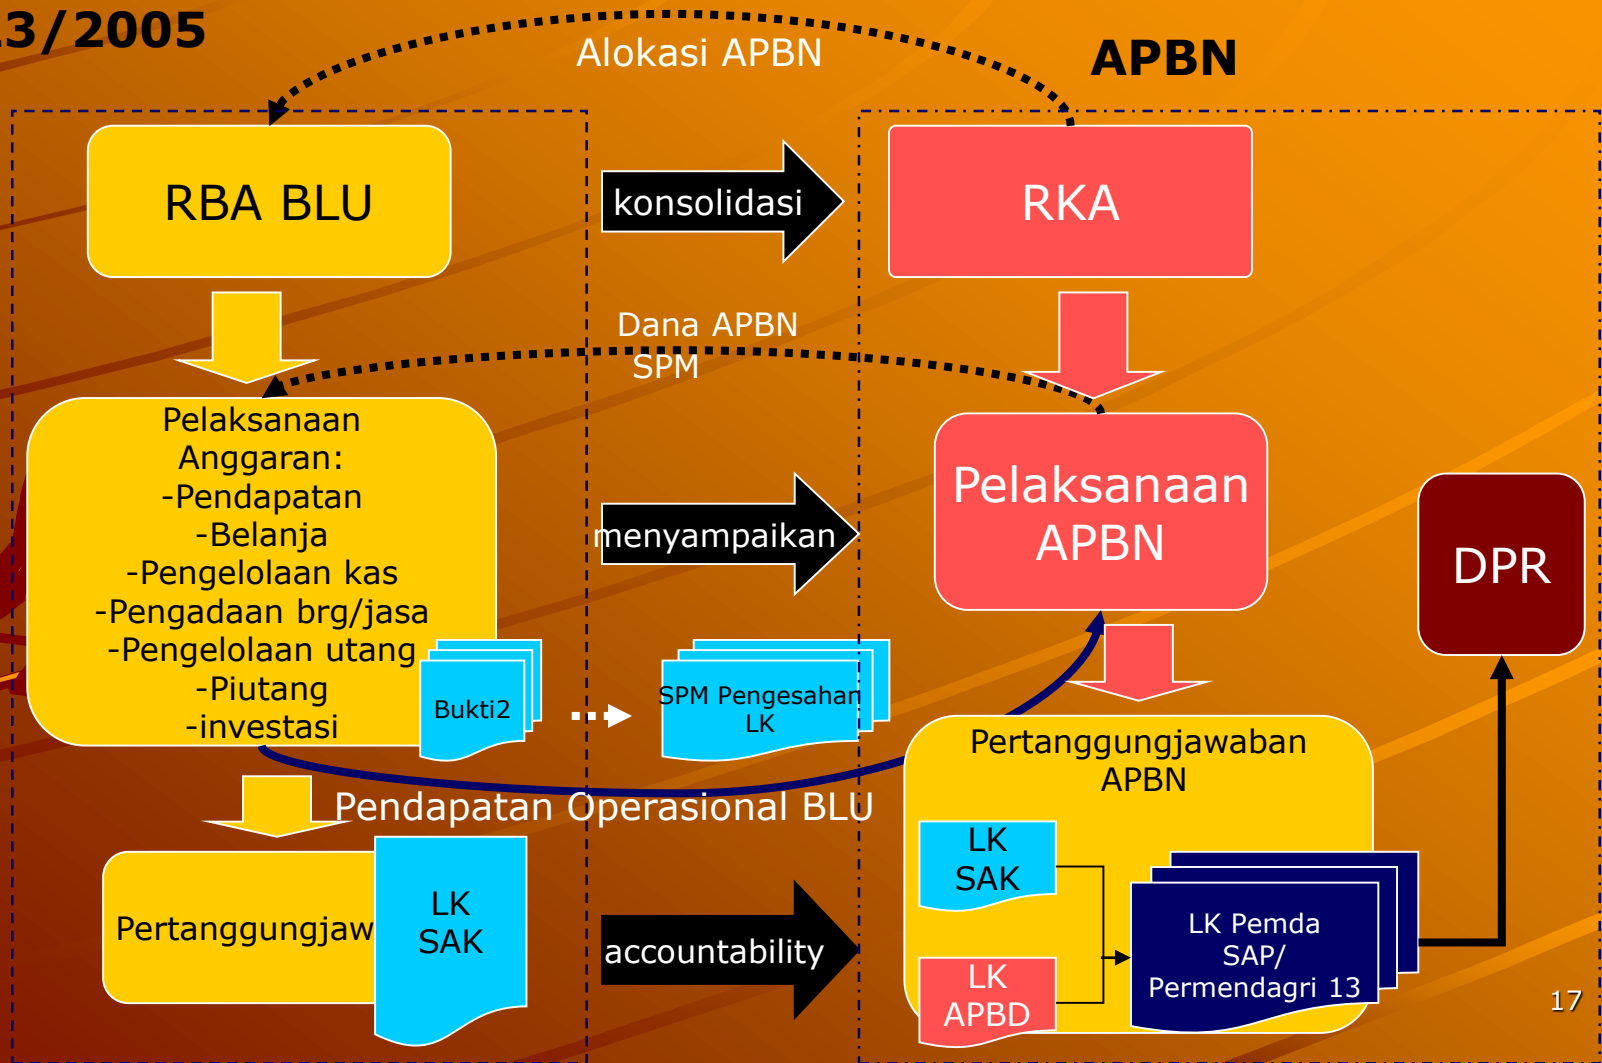 3/2005
APBN
Alokasi APBN
RBA BLU
konsolidasi
RKA
Dana APBN
SPM
Pelaksanaan
Anggaran:
-Pendapatan
-Belanja
-Pengelolaan kas
-Pengadaan brg/jasa
-Pengelolaan utang
-Piutang
-investasi
Bukti2
menyampaikan
SPM Pengesahan
LK
Pelaksanaan
APBN
DPR
Pendapatan Operasional BLU
Pertanggungjaw
LK
SAK
accountability
Pertanggungjawaban
APBN
LK
SAK
LK
APBD
LK Pemda
SAP/
Permendagri 13
17